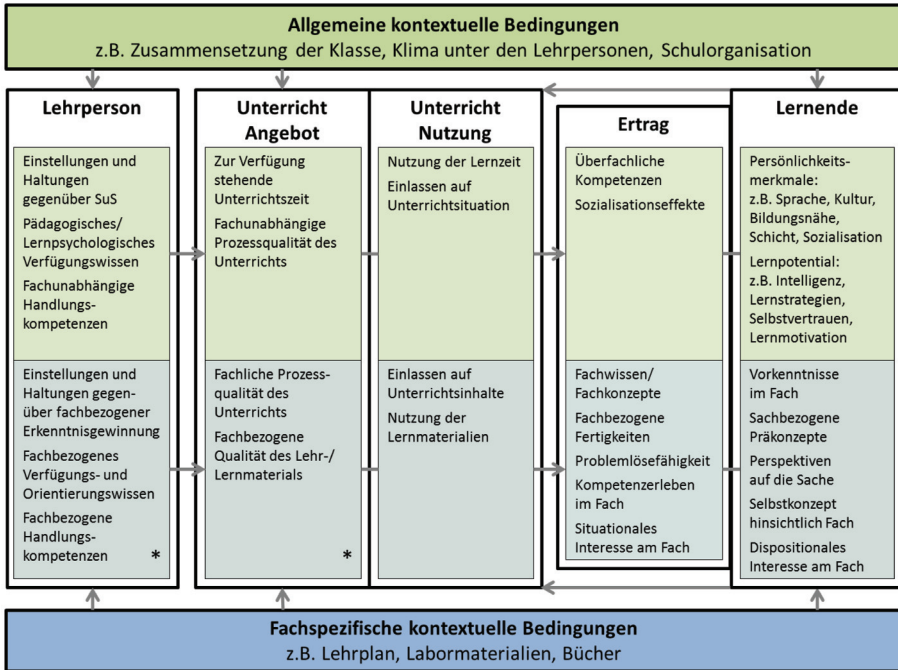 Allgemeine kontextuelle Bedingungen
z.B. Zusammensetzung der Klasse, Klima unter den Lehrpersonen, Schulorganisation
Lehrperson
Einstellungen und
Haltungen
gegenüber SuS
Pädagogisches/
Lernpsychologisches
Verfügungswissen
Fachunabhängige
Handlungs-
kompetenzen
Einstellungen und
Haltungen gegen-
über fachbezogener
Erkenntnisgewinnung
Fachbezogenes
Verfügungs- und
Orientierungswissen
Fachbezogene
Handlungs-
kompetenzen *
Unterricht
Angebot
Zur Verfügung
stehende
Unterrichtszeit
Fachunabhängige
Prozessqualität des
Unterrichts
Fachliche Prozess-
qualität des
Unterrichts
Fachbezogene
Qualität des Lehr-/
Lernmaterials
*
Unterricht
Nutzung
Nutzung der Lernzeit
Einlassen auf
Unterrichtsituation
Einlassen auf
Unterrichtsinhalte
Nutzung der
Lernmaterialien
Ertrag
Überfachliche
Kompetenzen
Sozialisationseffekte
Fachwissen/
Fachkonzepte
Fachbezogene
Fertigkeiten
Problemlösefähigkeit
Kompetenzerleben
im Fach
Situationales
Interesse am Fach
Lernende
Persönlichkeits-
merkmale:
z.B. Sprache, Kultur,
Bildungsnähe,
Schicht, Sozialisation
Lernpotential:
z.B. Intelligenz,
Lernstrategien,
Selbstvertrauen,
Lernmotivation
Vorkenntnisse
im Fach
Sachbezogene
Präkonzepte
Perspektiven
auf die Sache
Selbstkonzept
hinsichtlich Fach
Dispositionales
Interesse am Fach
Fachspezifische kontextuelle Bedingungen
z.B. Lehrplan, Labormaterialien, Bücher